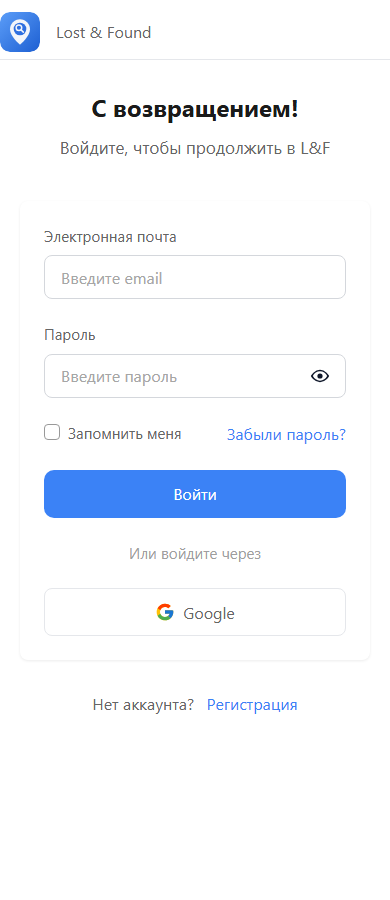 Lost & Found
С возвращением!
Войдите, чтобы продолжить в L&F
Электронная почта
Введите email
Пароль
Введите пароль
Запомнить меня
Забыли пароль?
Войти
Или войдите через
Google
Нет аккаунта? Регистрация